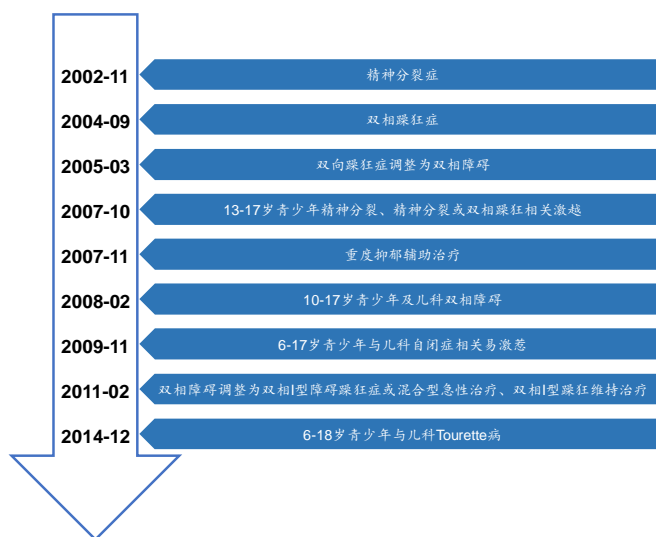 2002-11 精神分裂症
2004-09 双相躁狂症
2005-03 双向躁狂症调整为双相障碍
2007-10 13-17岁青少年精神分裂、精神分裂或双相躁狂相关激越
2007-11 重度抑郁辅助治疗
2008-02 10-17岁青少年及儿科双相障碍
2009-11 6-17岁青少年与儿科自闭症相关易激惹
2011-02 双相障碍调整为双相I型障碍躁狂症或混合型急性治疗、双相I型躁狂维持治疗
2014-12 6-18岁青少年与儿科Tourette病